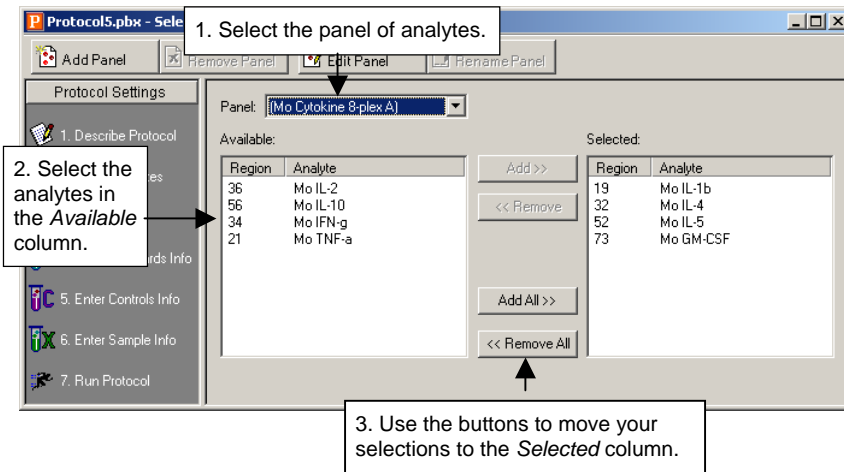 Protocol5.pbx - Sele
1. Select the panel of analytes.
Add Panel
Remove Panel
Edit Panel
Rename Panel
Protocol Settings
Panel: (Mo Cytokine 8-plex A)
1. Describe Protocol
Available:
Selected:
2. Select the
analytes in
the Available
column.
Region Analyte
36 Mo IL-2
56 Mo IL-10
34 Mo IFN-g
21 Mo TNF-a
Add >>
<< Remove
Add All >>
<< Remove All
Region Analyte
19 Mo IL-1b
32 Mo IL-4
52 Mo IL-5
73 Mo GM-CSF
rds Info
5. Enter Controls Info
6. Enter Sample Info
7. Run Protocol
3. Use the buttons to move your
selections to the Selected column.